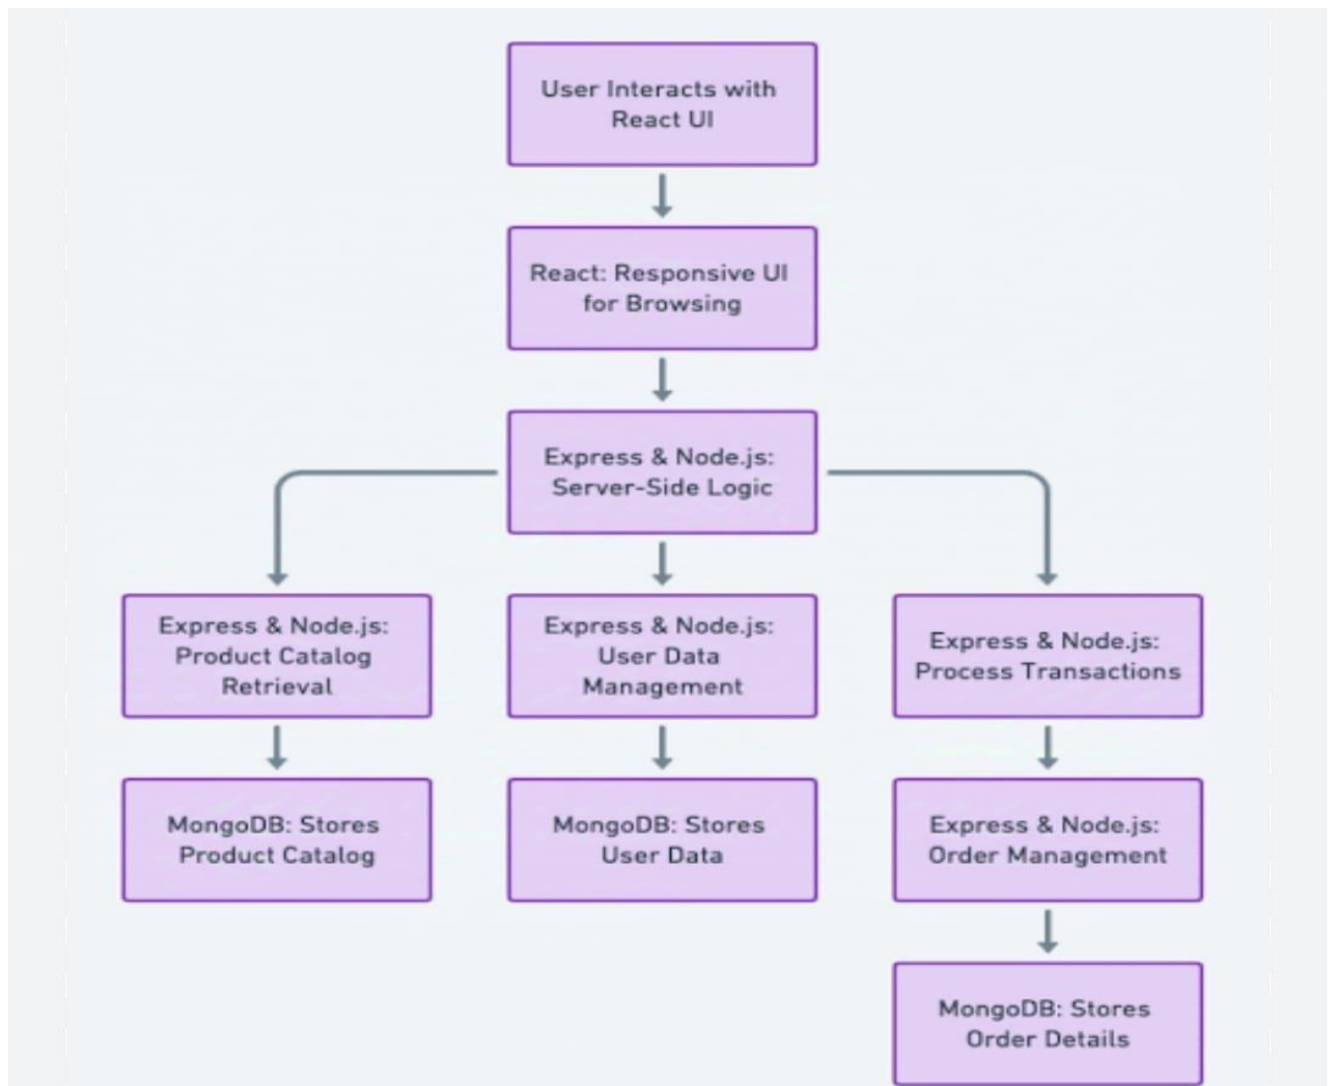 User Interacts with
React UI
React: Responsive UI
for Browsing
Express & Node.js:
Server-Side Logic
Express & Node.js:
Product Catalog
Retrieval
Express & Node.js:
User Data
Management
Express & Node.js:
Process Transactions
MongoDB: Stores
Product Catalog
MongoDB: Stores
User Data
Express & Node.js:
Order Management
MongoDB: Stores
Order Details